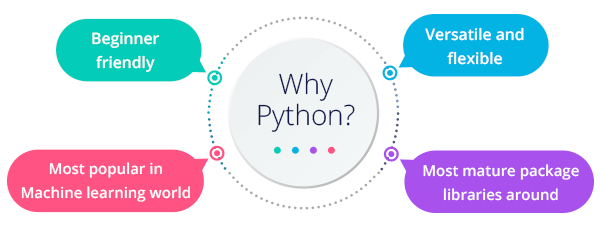 Beginner
friendly
Versatile and
flexible
Why
Python?
Most popular in
Machine learning world
Most mature package
libraries around